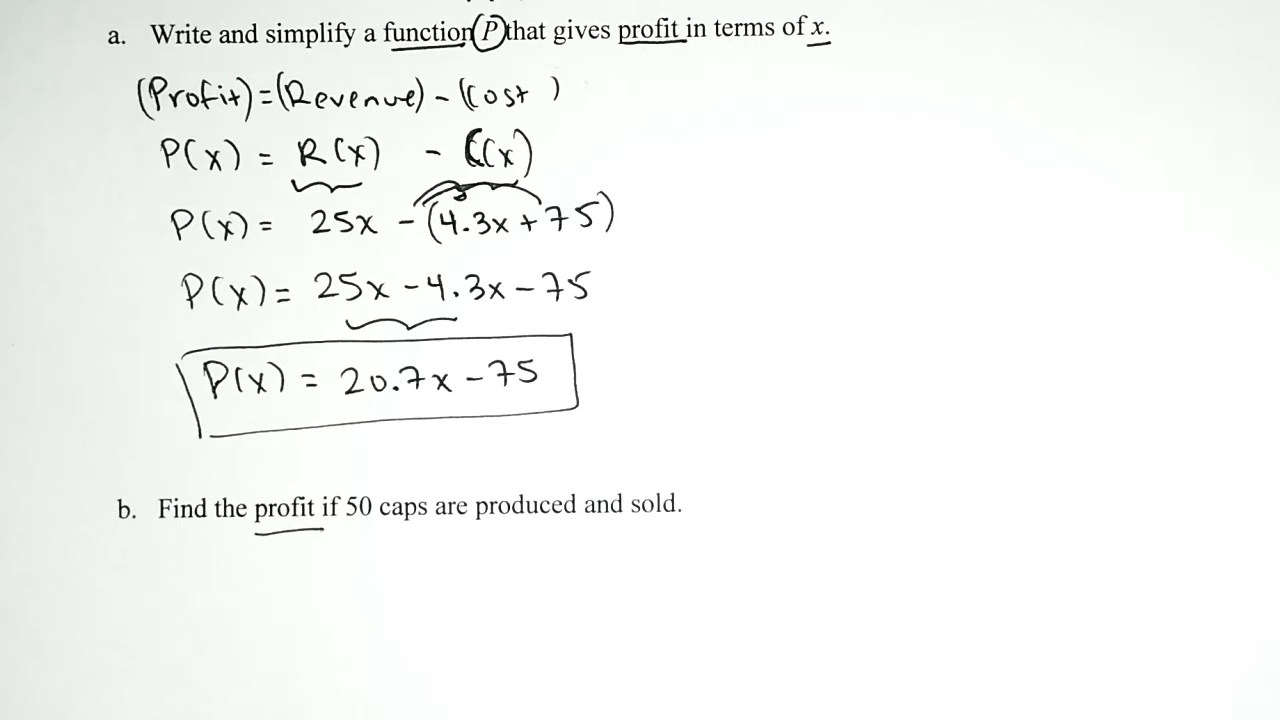 a. Write and simplify a function P that gives profit in terms of x.
(Profit) = (Revenue) - (Cost )
P(x) = R(x) - C(x)
P(x) = 25x - (4.3x + 75)
P(x) = 25x - 4.3x - 75
P(x) = 20.7x - 75
b. Find the profit if 50 caps are produced and sold.